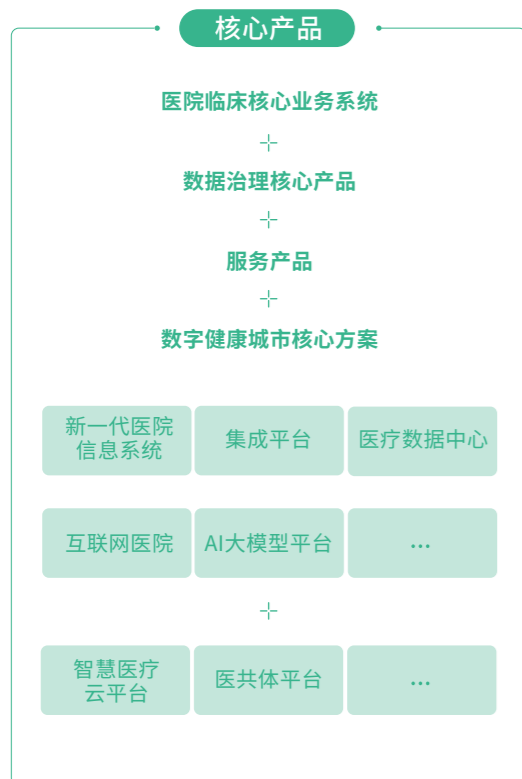 核心产品
医院临床核心业务系统
+
数据治理核心产品
+
服务产品
+
数字健康城市核心方案
新一代医院
信息系统
集成平台
医疗数据中心
互联网医院
AI大模型平台
...
+
智慧医疗
云平台
医共体平台
...